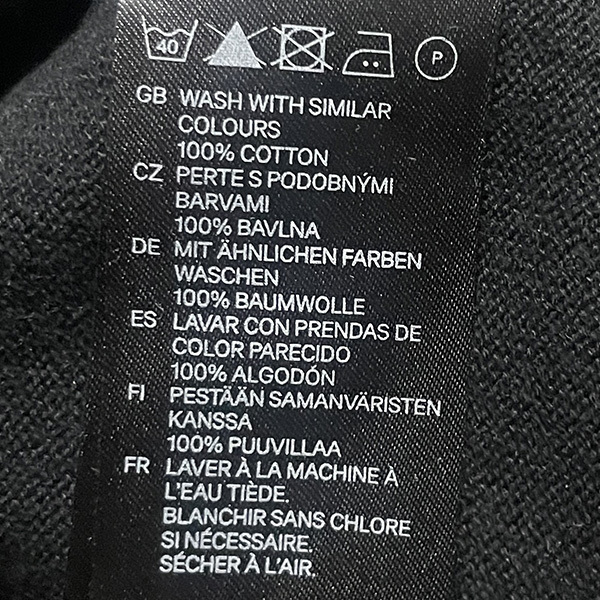 40
P
GB WASH WITH SIMILAR
COLOURS
100% COTTON
CZ PERTE S PODOBNÝMI
BARVAMI
100% BAVLNA
DE MIT ÄHNLICHEN FARBEN
WASCHEN
100% BAUMWOLLE
ES LAVAR CON PRENDAS DE
COLOR PARECIDO
100% ALGODÓN
FI PESTÄÄN SAMANVÄRISTEN
KANSSA
100% PUUVILLAA
FR LAVER À LA MACHINE À
L'EAU TIÈDE.
BLANCHIR SANS CHLORE
SI NÉCESSAIRE.
SÉCHER À L'AIR.